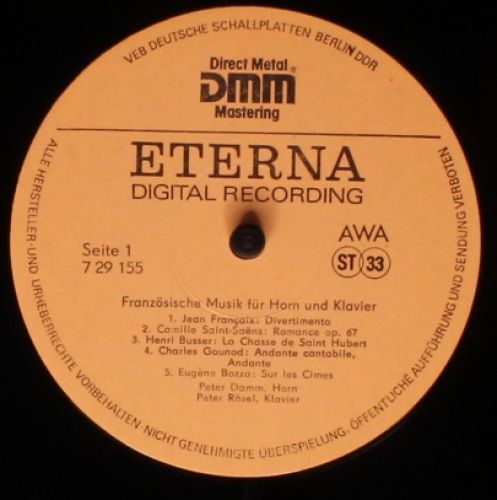 VEB DEUTSCHE SCHALLPLATTEN BERLIN DDR
Direct Metal
DMM®
Mastering
ETERNA
DIGITAL RECORDING
Seite 1
7 29 155
AWA
ST 33
Französische Musik für Horn und Klavier
1. Jean Françaix: Divertimento
2. Camille Saint-Saëns: Romance op. 67
3. Henri Busser: La Chasse de Saint Hubert
4. Charles Gounod: Andante cantabile,
Andante
5. Eugène Bozza: Sur les Cimes
Peter Damm, Horn
Peter Rösel, Klavier
ALLE HERSTELLER- UND URHEBERRECHTE VORBEHALTEN · NICHT GENEHMIGTE ÜBERSPIELUNG, ÖFFENTLICHE AUFFÜHRUNG UND SENDUNG VERBOTEN